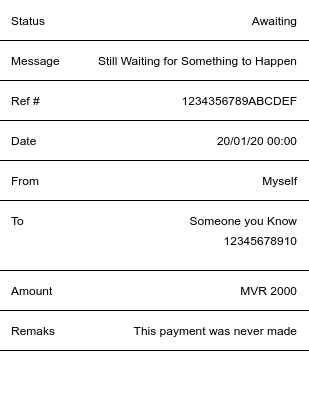 Status Awaiting
Message Still Waiting for Something to Happen
Ref # 1234356789ABCDEF
Date 20/01/20 00:00
From Myself
To Someone you Know
12345678910
Amount MVR 2000
Remaks This payment was never made